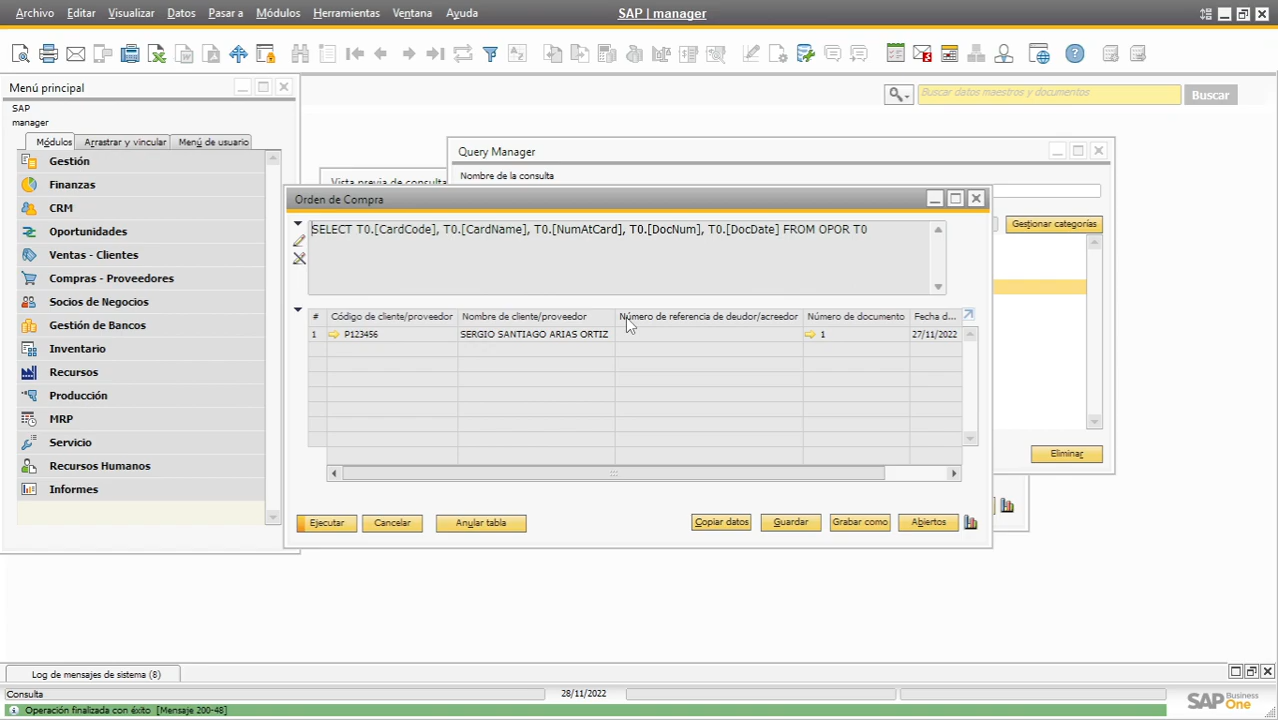 Archivo Editar Visualizar Datos Pasar a Módulos Herramientas Ventana Ayuda SAP | manager
Menú principal
Buscar datos maestros y documentos Buscar
SAP
manager
Módulos Arrastrar y vincular Menú de usuario
Gestión
Finanzas
CRM
Oportunidades
Ventas - Clientes
Compras - Proveedores
Socios de Negocios
Gestión de Bancos
Inventario
Recursos
Producción
MRP
Servicio
Recursos Humanos
Informes
Query Manager
Nombre de la consulta
Vista previa de consulta
Gestionar categorías
Eliminar
Orden de Compra
SELECT T0.[CardCode], T0.[CardName], T0.[NumAtCard], T0.[DocNum], T0.[DocDate] FROM OPOR T0
# Código de cliente/proveedor Nombre de cliente/proveedor Número de referencia de deudor/acreedor Número de documento Fecha d...
1 P123456 SERGIO SANTIAGO ARIAS ORTIZ 1 27/11/2022
Ejecutar Cancelar Anular tabla Copiar datos Guardar Grabar como Abiertos
Log de mensajes de sistema (8)
Consulta 28/11/2022
Operación finalizada con éxito [Mensaje 200-48]
SAP Business One